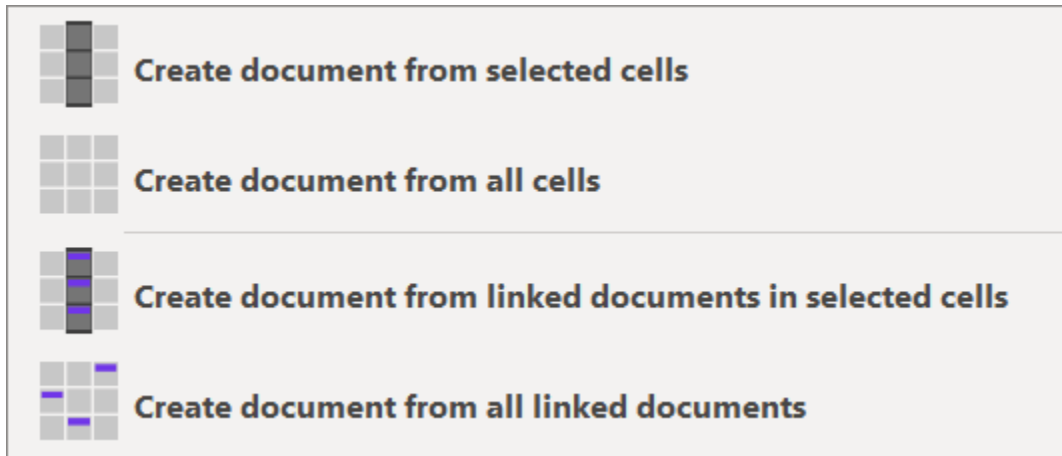 Create document from selected cells
Create document from all cells
Create document from linked documents in selected cells
Create document from all linked documents